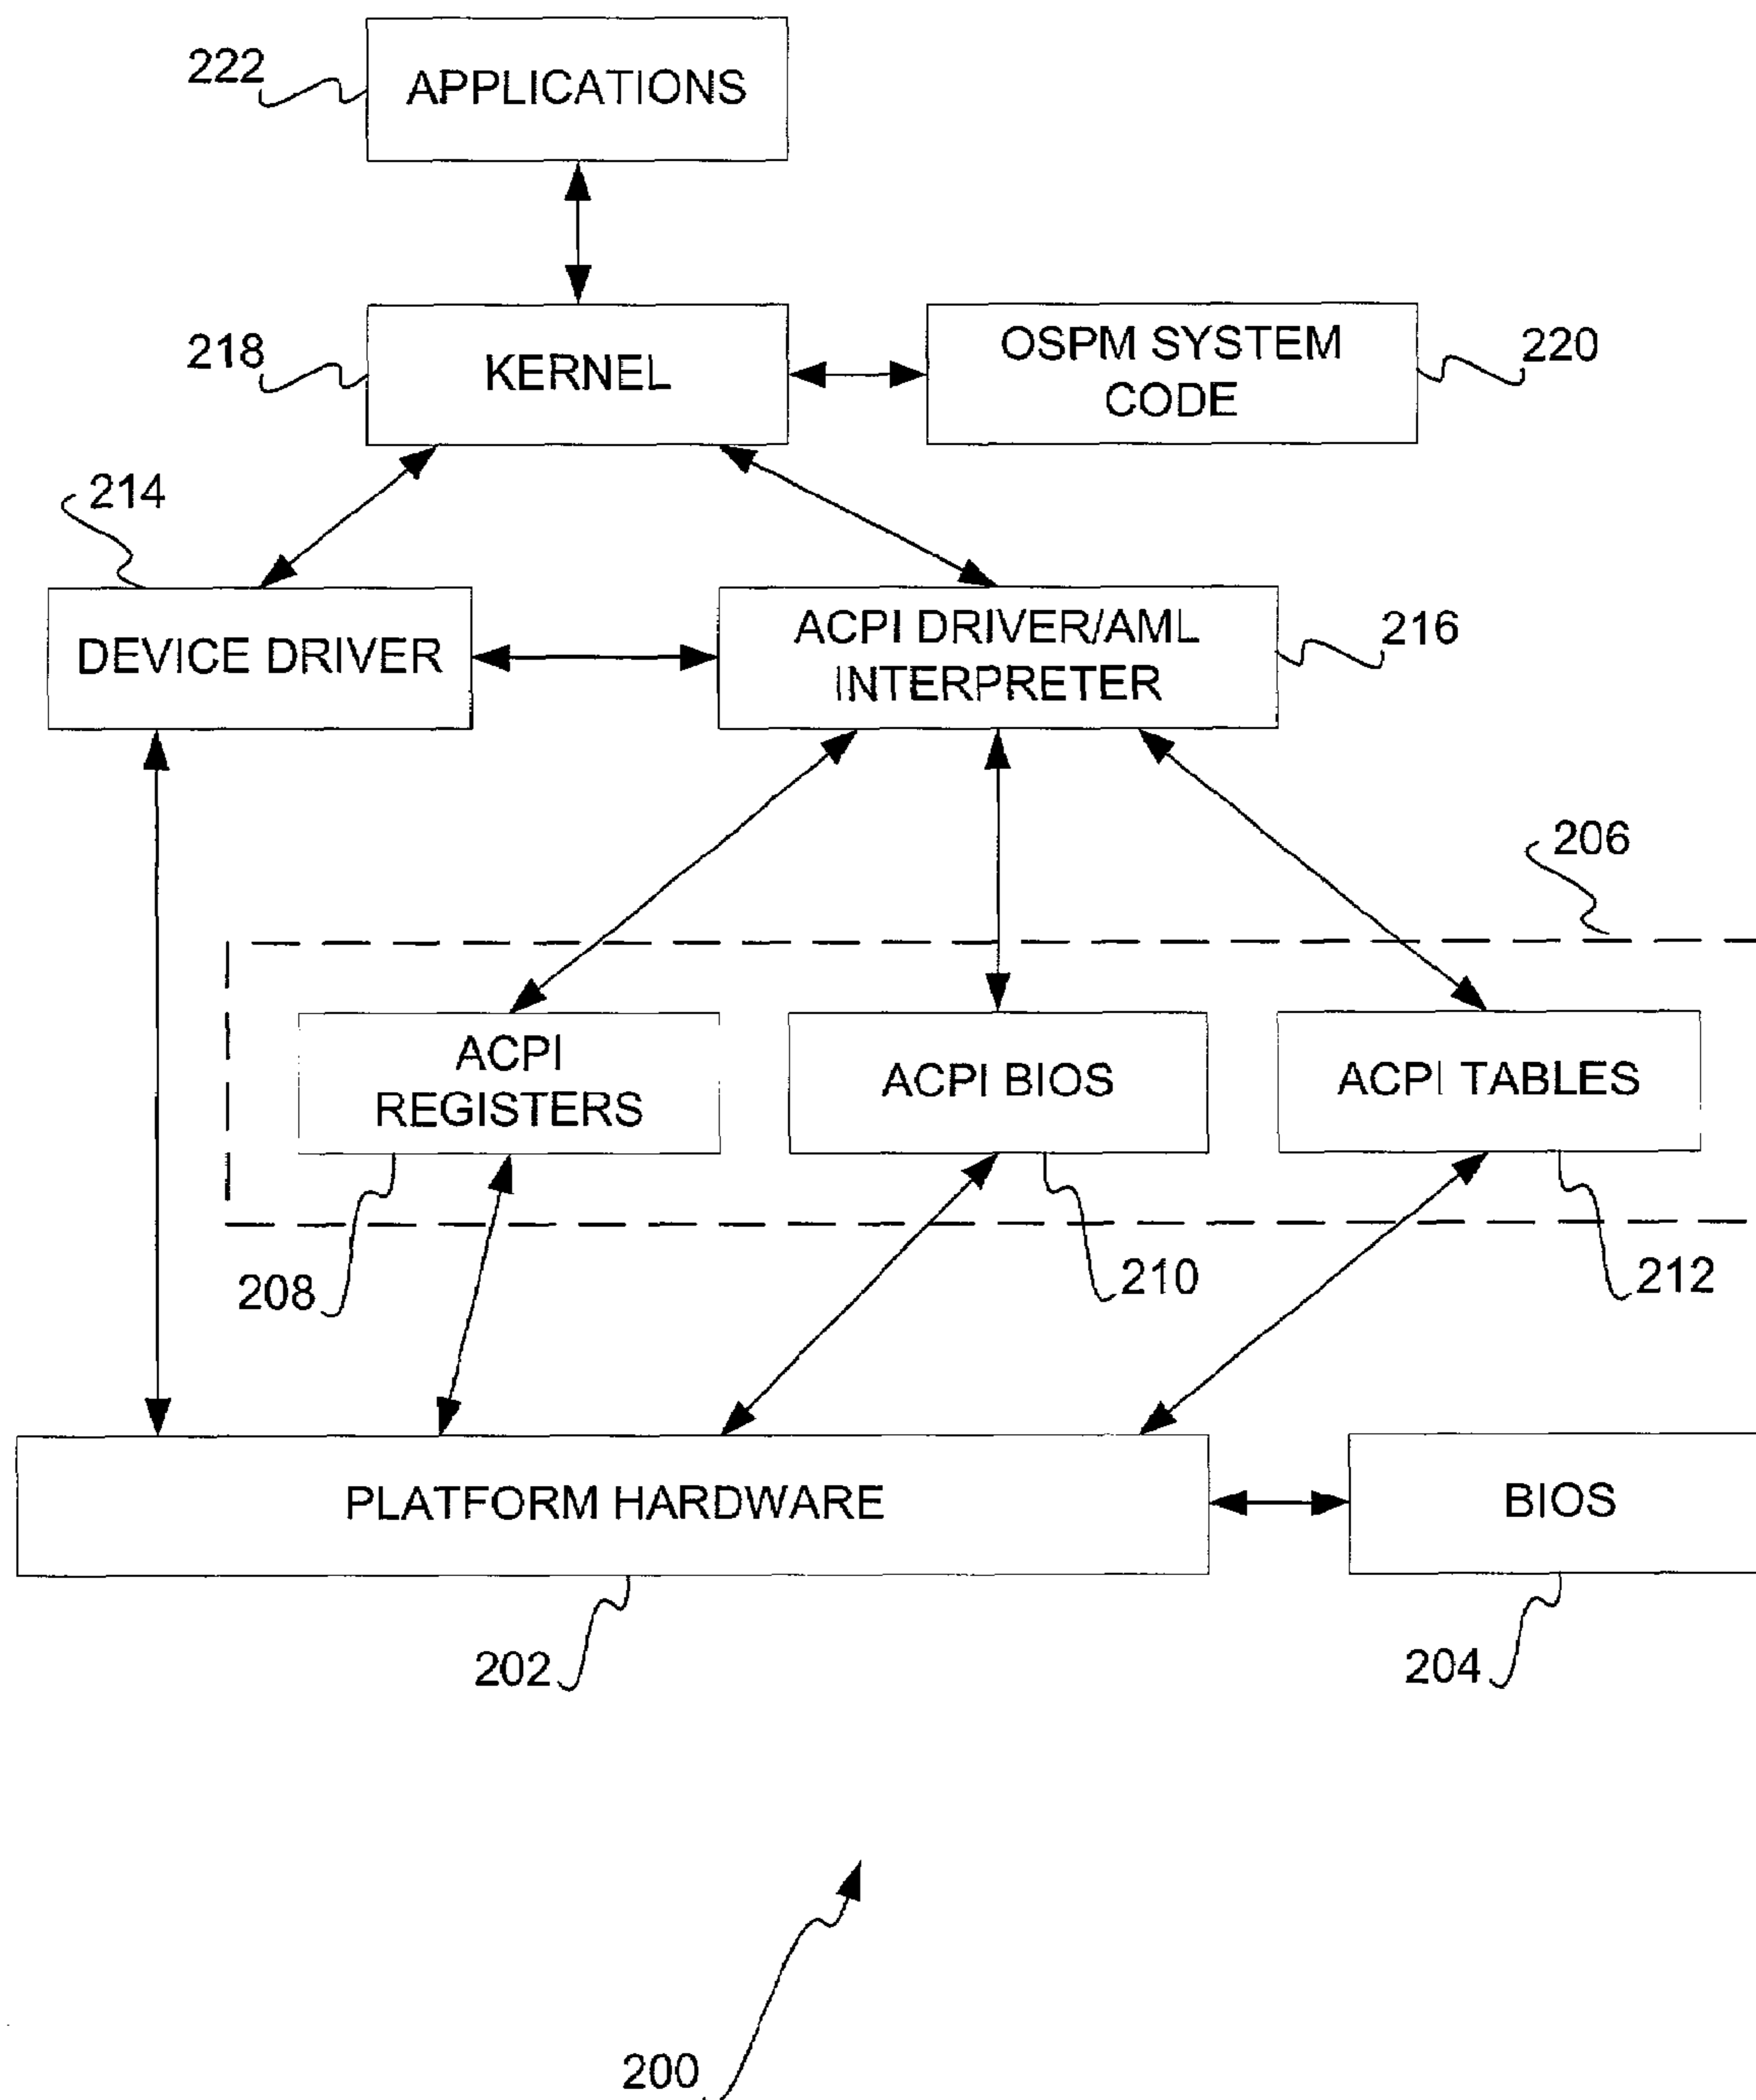 222
APPLICATIONS
218
KERNEL
OSPM SYSTEM
CODE
220
214
DEVICE DRIVER
ACPI DRIVER/AML
INTERPRETER
216
206
ACPI
REGISTERS
ACPI BIOS
ACPI TABLES
208
210
212
PLATFORM HARDWARE
BIOS
202
204
200